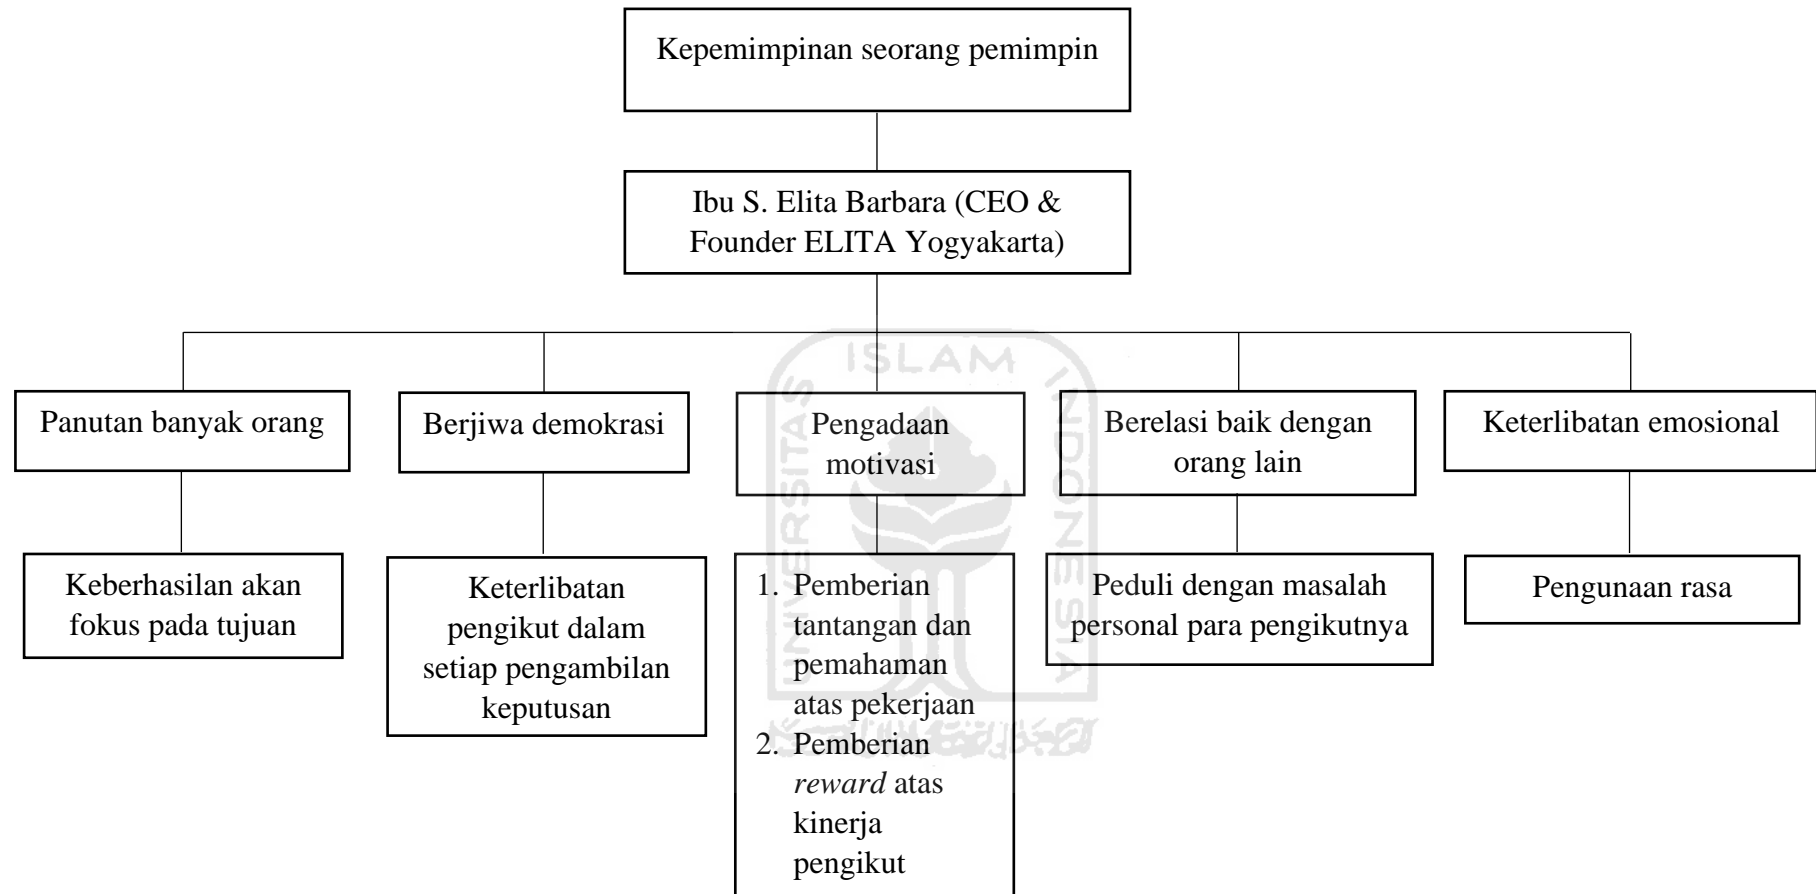 Kepemimpinan seorang pemimpin
Ibu S. Elita Barbara (CEO &
Founder ELITA Yogyakarta)
Panutan banyak orang
Berjiwa demokrasi
Pengadaan
motivasi
Berelasi baik dengan
orang lain
Keterlibatan emosional
Keberhasilan akan
fokus pada tujuan
Keterlibatan
pengikut dalam
setiap pengambilan
keputusan
1. Pemberian
tantangan dan
pemahaman
atas pekerjaan
2. Pemberian
reward atas
kinerja
pengikut
Peduli dengan masalah
personal para pengikutnya
Pengunaan rasa
UNIVERSITAS
ISLAM
INDONESIA